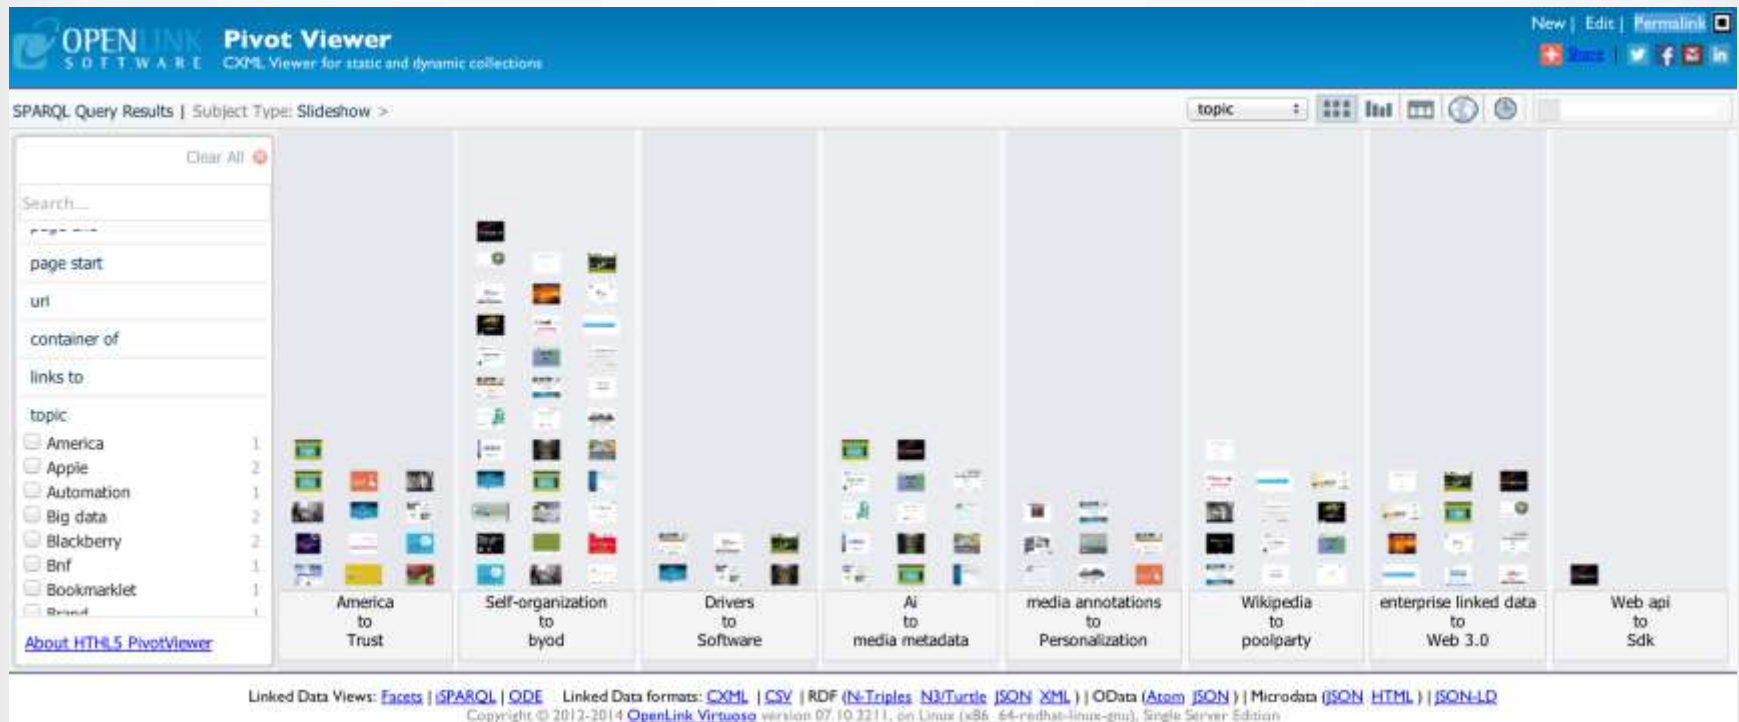 OPENLINK
SOFTWARE
Pivot Viewer
CXML Viewer for static and dynamic collections
New | Edit | Permalink
Share |
SPARQL Query Results | Subject Type: Slideshow >
topic
Clear All
Search...
page start
uri
container of
links to
topic
America 1
Apple 2
Automation 1
Big data 2
Blackberry 2
Bnf 1
Bookmarklet 1
Brand 1
About HTML5 PivotViewer
America
to
Trust
Self-organization
to
byod
Drivers
to
Software
Ai
to
media metadata
media annotations
to
Personalization
Wikipedia
to
poolparty
enterprise linked data
to
Web 3.0
Web api
to
Sdk
Linked Data Views: Facets | iSPARQL | ODE Linked Data formats: CXML | CSV | RDF (N-Triples N3/Turtle JSON XML ) | OData (Atom JSON ) | Microdata (JSON HTML ) | JSON-LD
Copyright © 2012-2014 OpenLink Virtuoso version 07.10.3211, on Linux (x86_64-redhat-linux-gnu), Single Server Edition